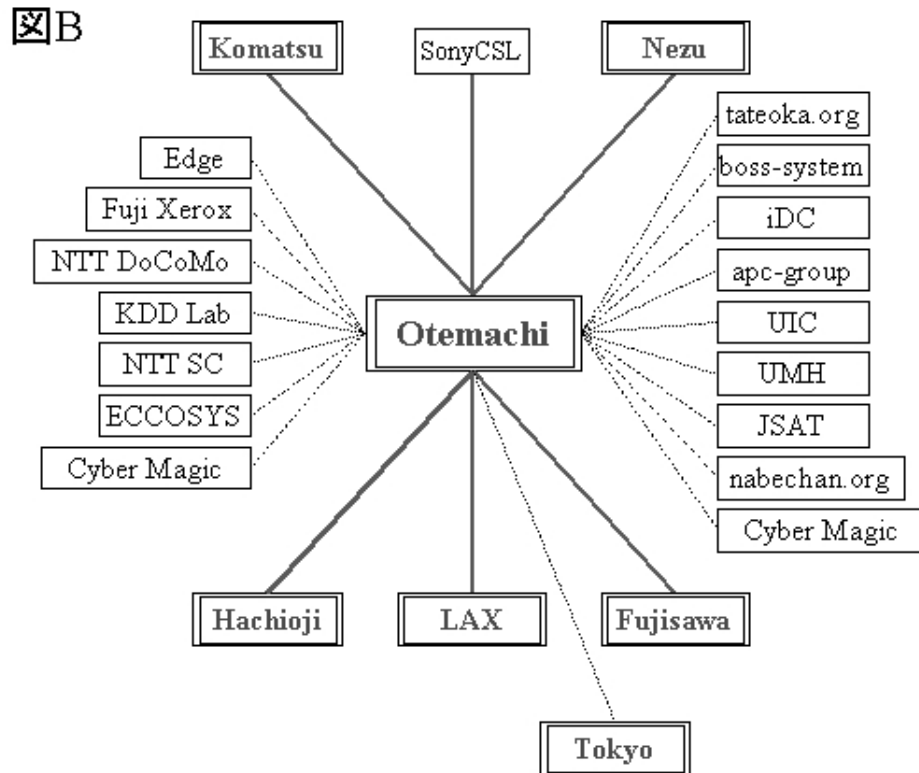 図B
Komatsu
SonyCSL
Nezu
Edge
Fuji Xerox
NTT DoCoMo
KDD Lab
NTT SC
ECCOSYS
Cyber Magic
Otemachi
tateoka.org
boss-system
iDC
apc-group
UIC
UMH
JSAT
nabechan.org
Cyber Magic
Hachioji
LAX
Fujisawa
Tokyo